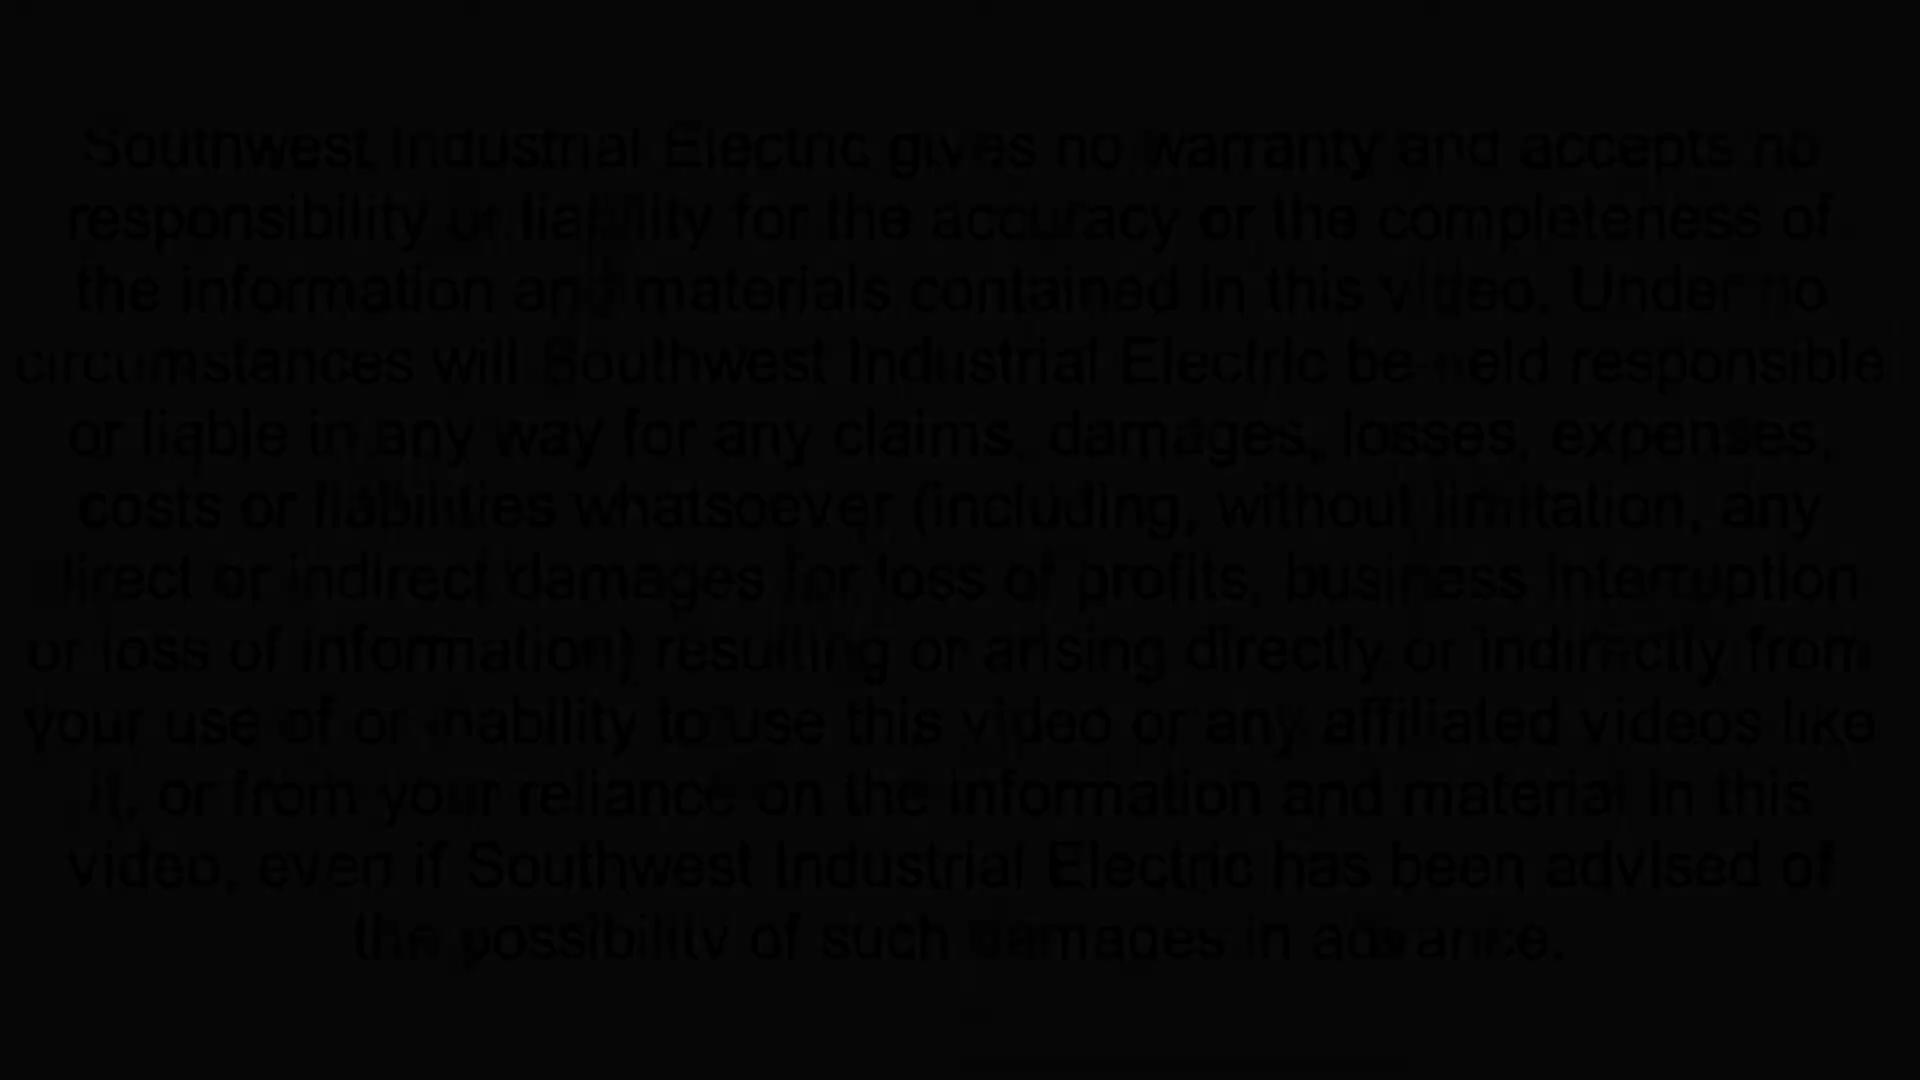 Southwest Industrial Electric gives no warranty and accepts no
responsibility or liability for the accuracy or the completeness of
the information and materials contained in this video. Under no
circumstances will Southwest Industrial Electric be held responsible
or liable in any way for any claims, damages, losses, expenses,
costs or liabilities whatsoever (including, without limitation, any
direct or indirect damages for loss of profits, business interruption
or loss of information) resulting or arising directly or indirectly from
your use of or inability to use this video or any affiliated videos like
it, or from your reliance on the information and material in this
video, even if Southwest Industrial Electric has been advised of
the possibility of such damages in advance.